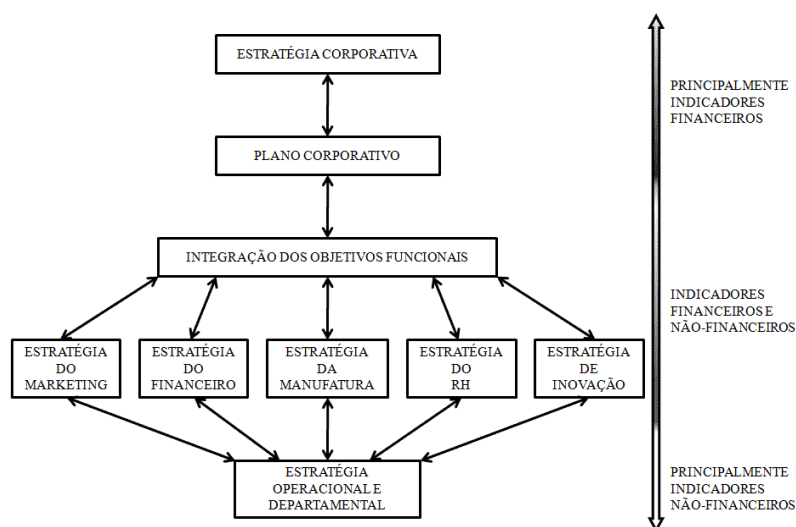 ESTRATÉGIA CORPORATIVA
PRINCIPALMENTE
INDICADORES
FINANCEIROS
PLANO CORPORATIVO
INTEGRAÇÃO DOS OBJETIVOS FUNCIONAIS
INDICADORES
FINANCEIROS E
NÃO-FINANCEIROS
ESTRATÉGIA
DO
MARKETING
ESTRATÉGIA
DO
FINANCEIRO
ESTRATÉGIA
DA
MANUFATURA
ESTRATÉGIA
DO
RH
ESTRATÉGIA
DE
INOVAÇÃO
ESTRATÉGIA
OPERACIONAL E
DEPARTAMENTAL
PRINCIPALMENTE
INDICADORES
NÃO-FINANCEIROS